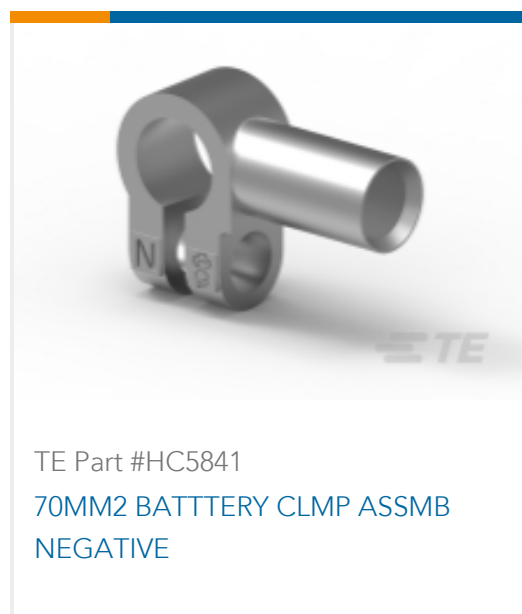 N
TE
TE Part #HC5841
70MM2 BATTTERY CLMP ASSMB
NEGATIVE